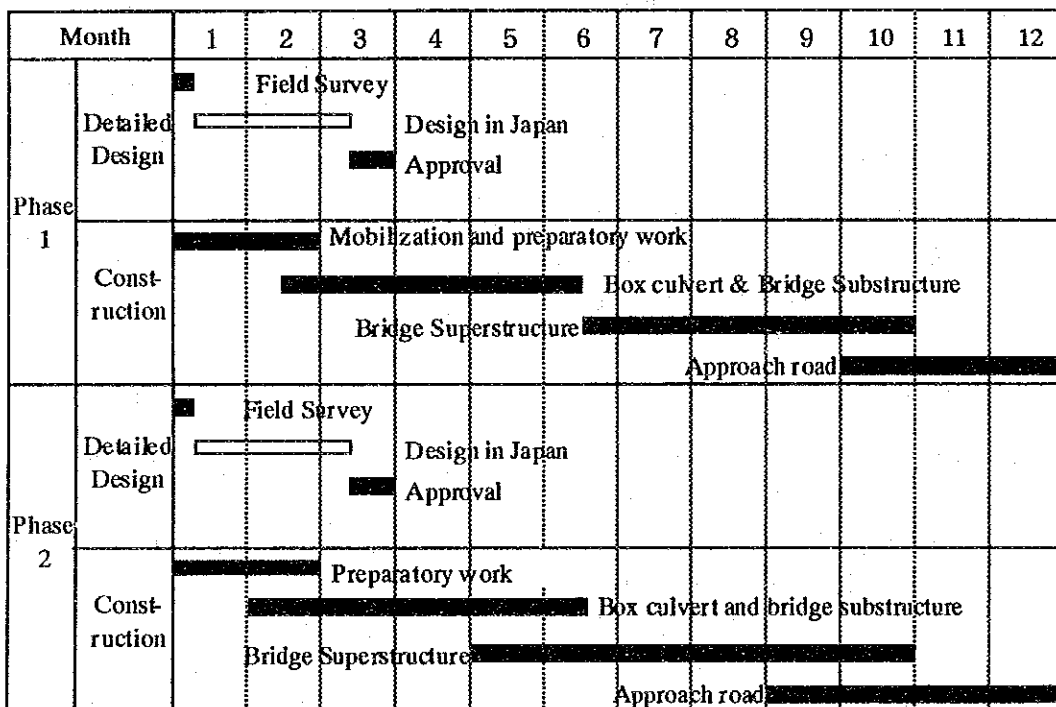 Month 1 2 3 4 5 6 7 8 9 10 11 12
Phase
1
Detailed
Design
Field Survey
Design in Japan
Approval
Const-
ruction
Mobilization and preparatory work
Box culvert & Bridge Substructure
Bridge Superstructure
Approach road
Phase
2
Detailed
Design
Field Survey
Design in Japan
Approval
Const-
ruction
Preparatory work
Box culvert and bridge substructure
Bridge Superstructure
Approach road